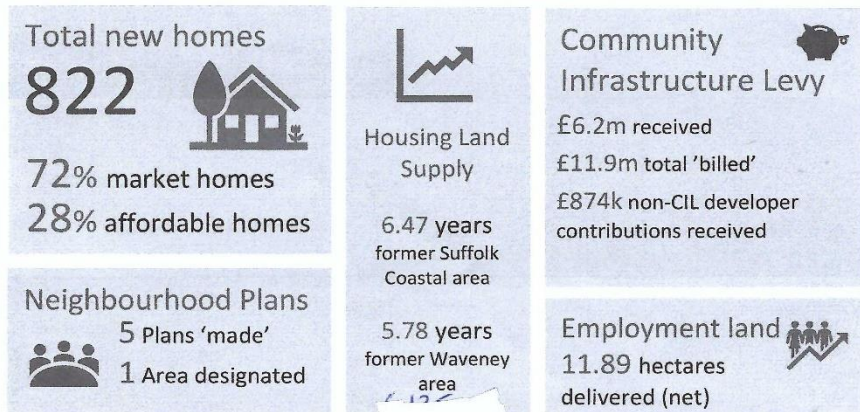 Total new homes
822
72% market homes
28% affordable homes
Neighbourhood Plans
5 Plans 'made'
1 Area designated
Housing Land
Supply
6.47 years
former Suffolk
Coastal area
5.78 years
former Waveney
area
Community
Infrastructure Levy
£6.2m received
£11.9m total 'billed'
£874k non-CIL developer
contributions received
Employment land
11.89 hectares
delivered (net)